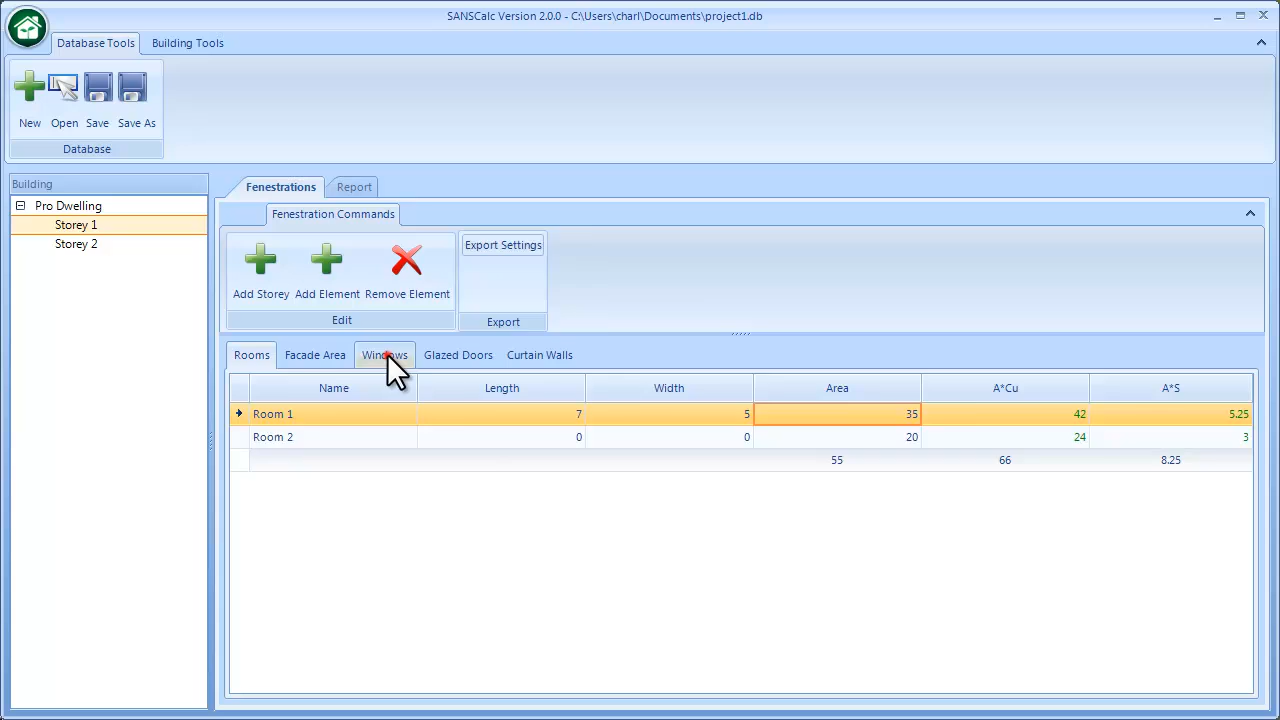 SANSCalc Version 2.0.0 - C:\Users\charl\Documents\project1.db
Database Tools
Building Tools
New
Open
Save
Save As
Database
Building
Pro Dwelling
Storey 1
Storey 2
Fenestrations
Report
Fenestration Commands
Add Storey
Add Element
Remove Element
Edit
Export Settings
Export
Rooms
Facade Area
Windows
Glazed Doors
Curtain Walls
Name Length Width Area A*Cu A*S
Room 1 7 5 35 42 5.25
Room 2 0 0 20 24 3
55 66 8.25